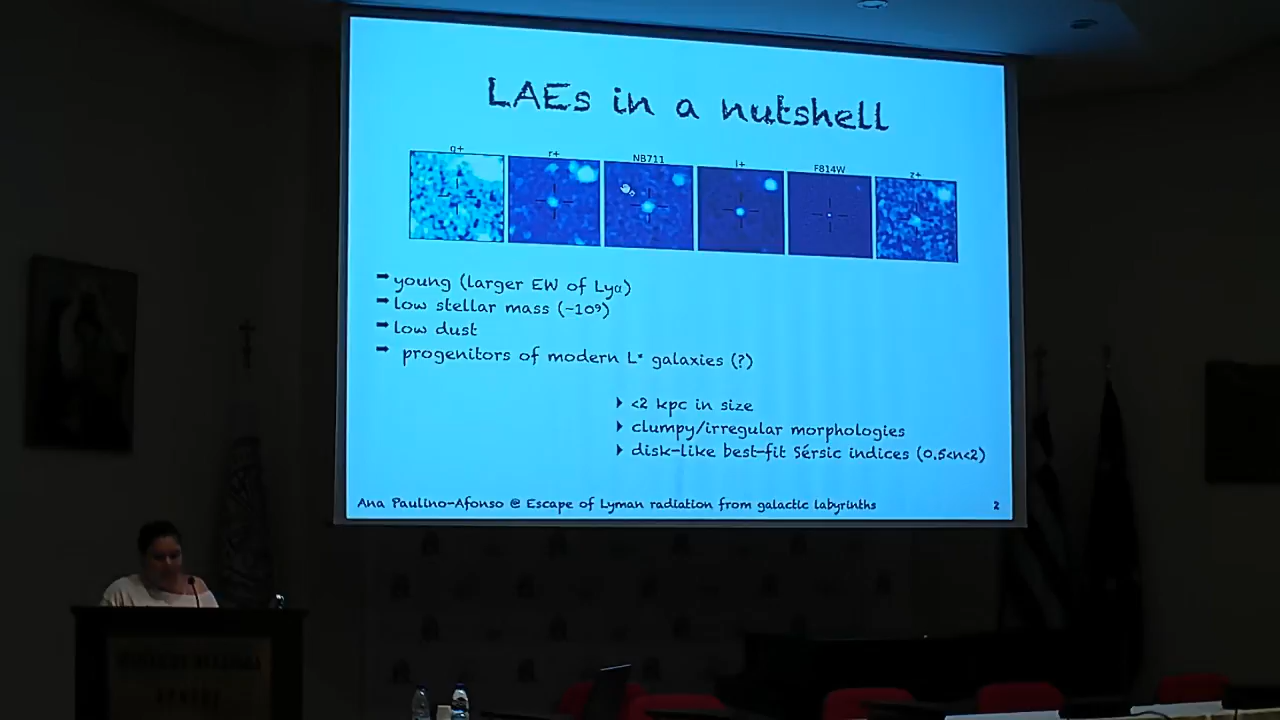 LAEs in a nutshell
g+ r+ NB711 i+ F814W z+
➡ young (larger EW of Lyα)
➡ low stellar mass (~10⁹)
➡ low dust
➡ progenitors of modern L* galaxies (?)
‣ <2 kpc in size
‣ clumpy/irregular morphologies
‣ disk-like best-fit Sérsic indices (0.5<n<2)
Ana Paulino-Afonso @ Escape of Lyman radiation from galactic labyrinths 2